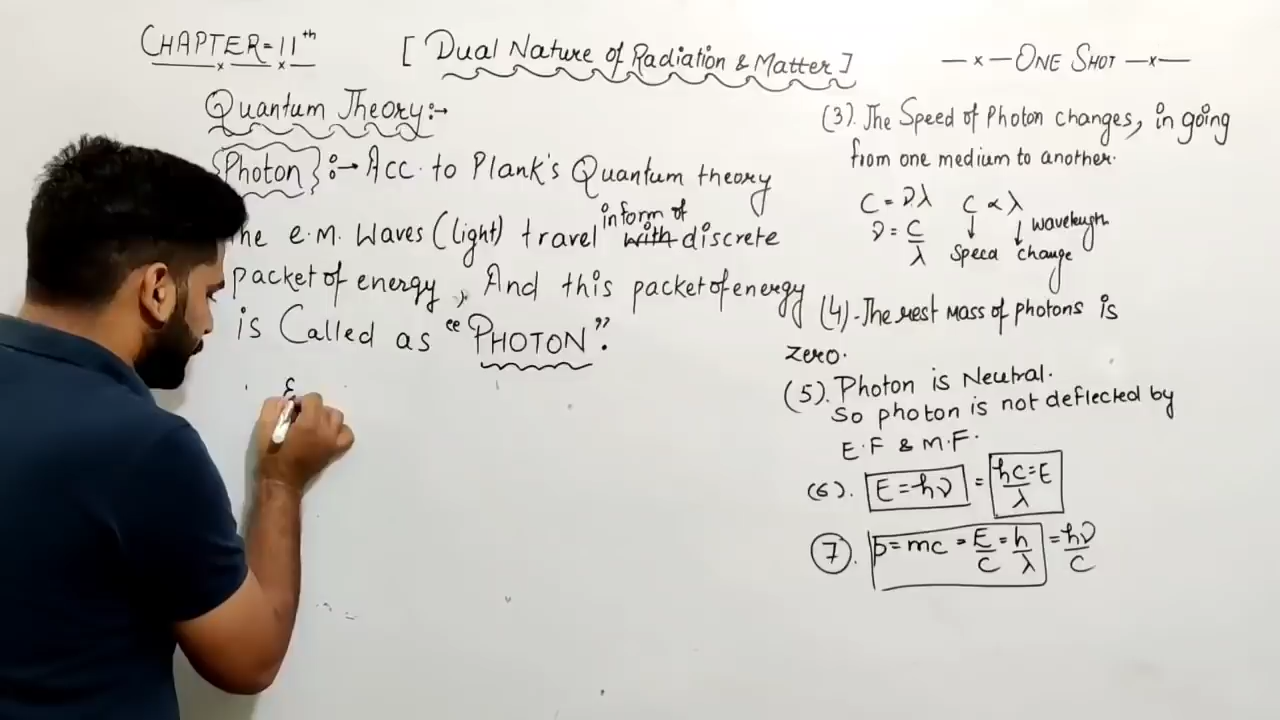 CHAPTER-11th
[ Dual Nature of Radiation & Matter ]
—x—ONE SHOT—x—
Quantum Theory:-
Photon :→ Acc. to Plank's Quantum theory
the e.m. waves (light) travel with in form of discrete
packet of energy, And this packet of energy
is Called as "PHOTON".
E
(3). The Speed of Photon changes, in going
from one medium to another.
C = νλ C ∝ λ wavelength
ν = C/λ Speed change
(4). The rest mass of photons is
zero.
(5). Photon is Neutral.
So photon is not deflected by
E.F & M.F.
(6). E = hν = hc/λ = E
(7). p = mc = E/C = h/λ = hν/C